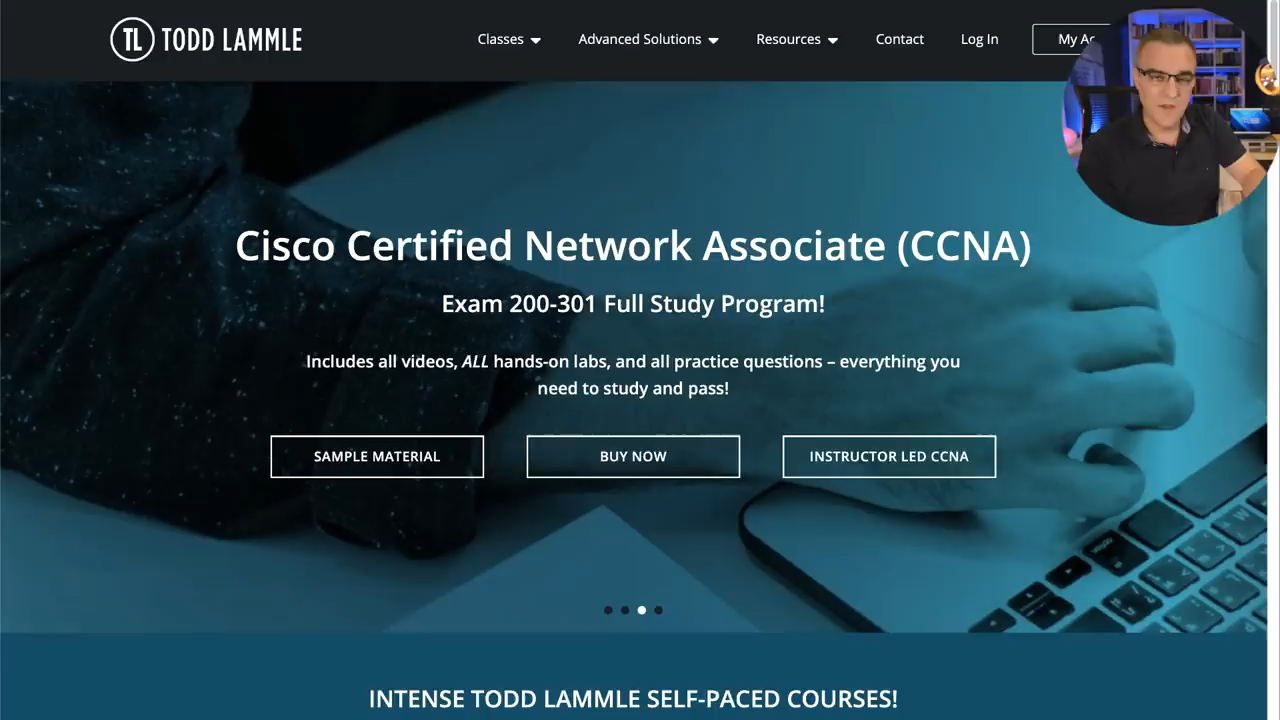 TL TODD LAMMLE
Classes
Advanced Solutions
Resources
Contact
Log In
My
Cisco Certified Network Associate (CCNA)
Exam 200-301 Full Study Program!
Includes all videos, ALL hands-on labs, and all practice questions – everything you
need to study and pass!
SAMPLE MATERIAL
BUY NOW
INSTRUCTOR LED CCNA
INTENSE TODD LAMMLE SELF-PACED COURSES!